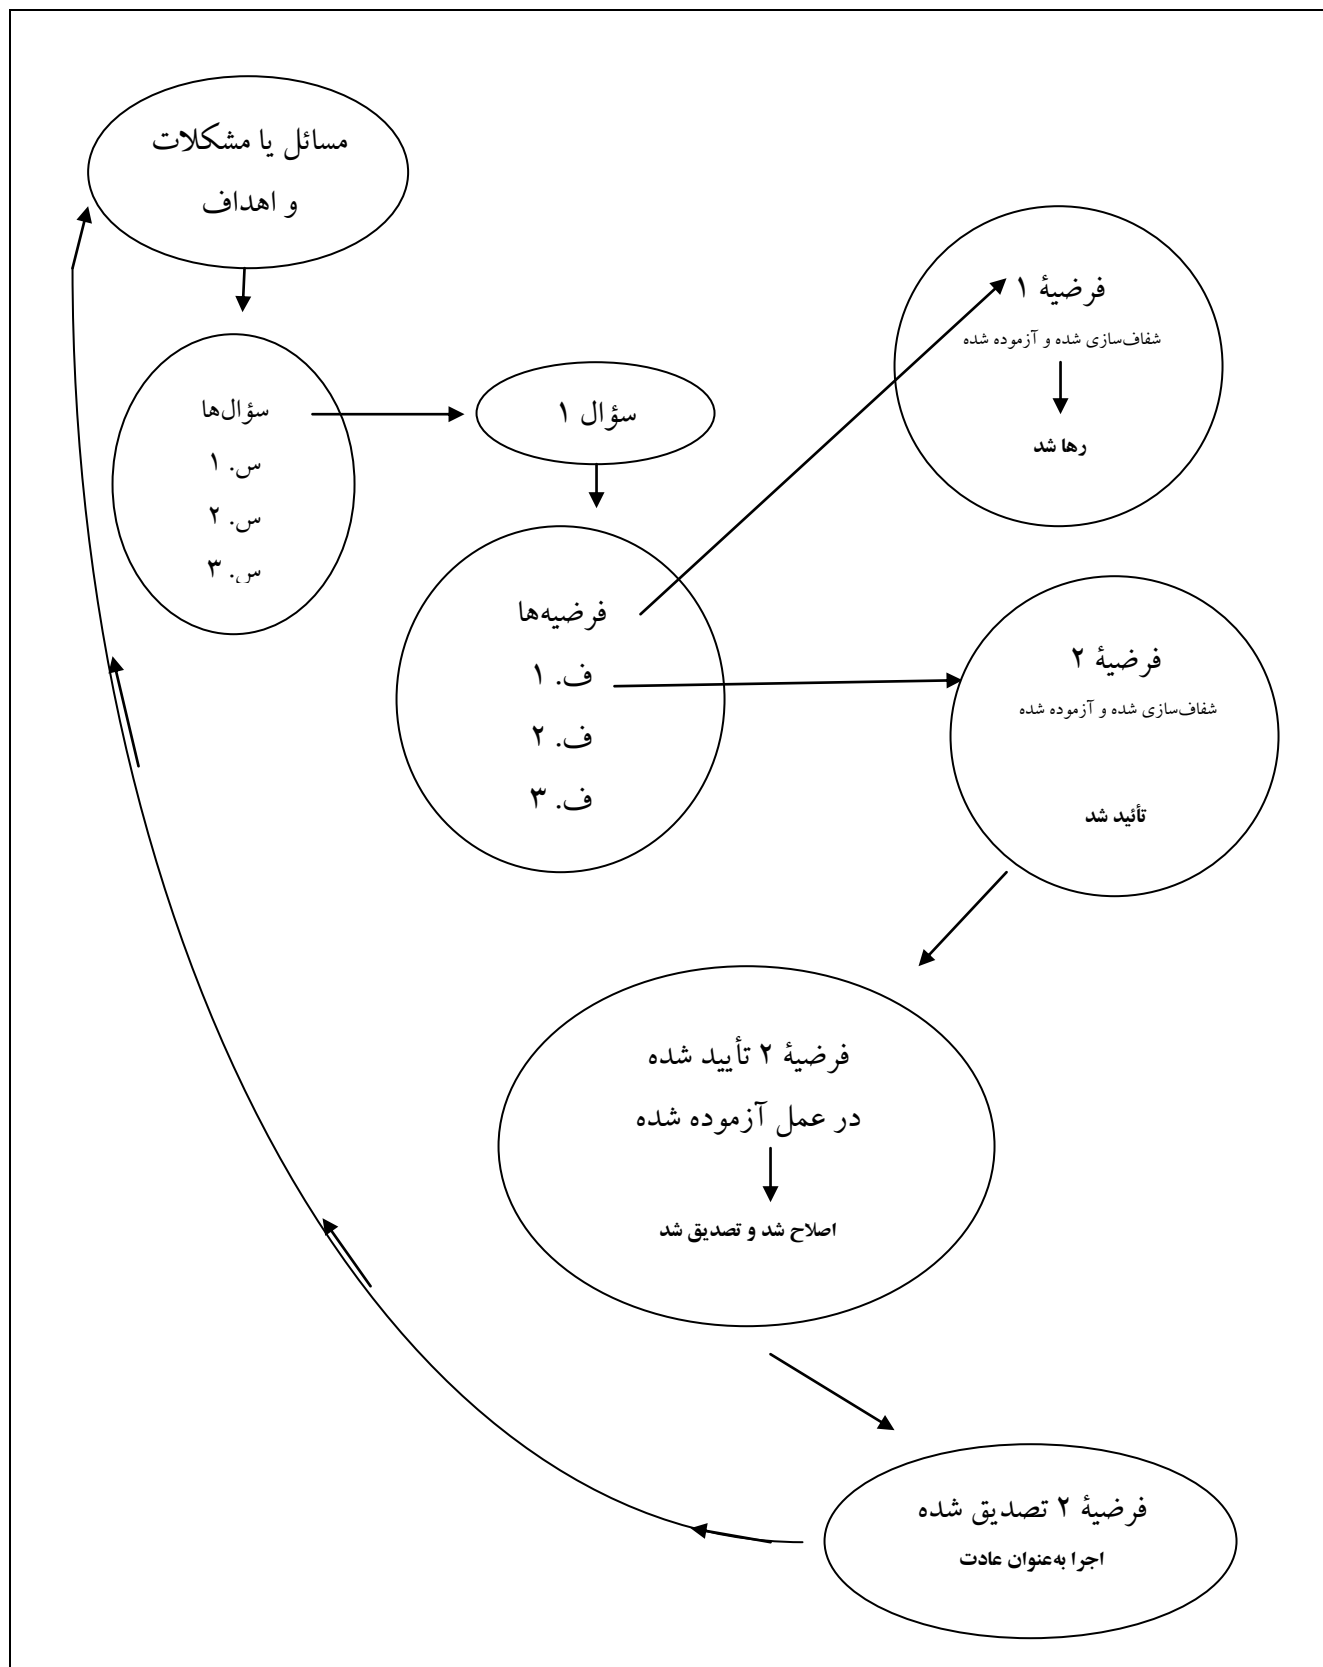 مسائل یا مشکلات
و اهداف
سؤال‌ها
س. ۱
س. ۲
س. ۳
سؤال ۱
فرضیه‌ها
ف. ۱
ف. ۲
ف. ۳
فرضیهٔ ۱
شفاف‌سازی شده و آزموده شده
رها شد
فرضیهٔ ۲
شفاف‌سازی شده و آزموده شده
تأئید شد
فرضیهٔ ۲ تأیید شده
در عمل آزموده شده
اصلاح شد و تصدیق شد
فرضیهٔ ۲ تصدیق شده
اجرا به‌عنوان عادت